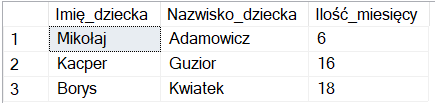 Imię_dziecka Nazwisko_dziecka Ilość_miesięcy
1 Mikołaj Adamowicz 6
2 Kacper Guzior 16
3 Borys Kwiatek 18